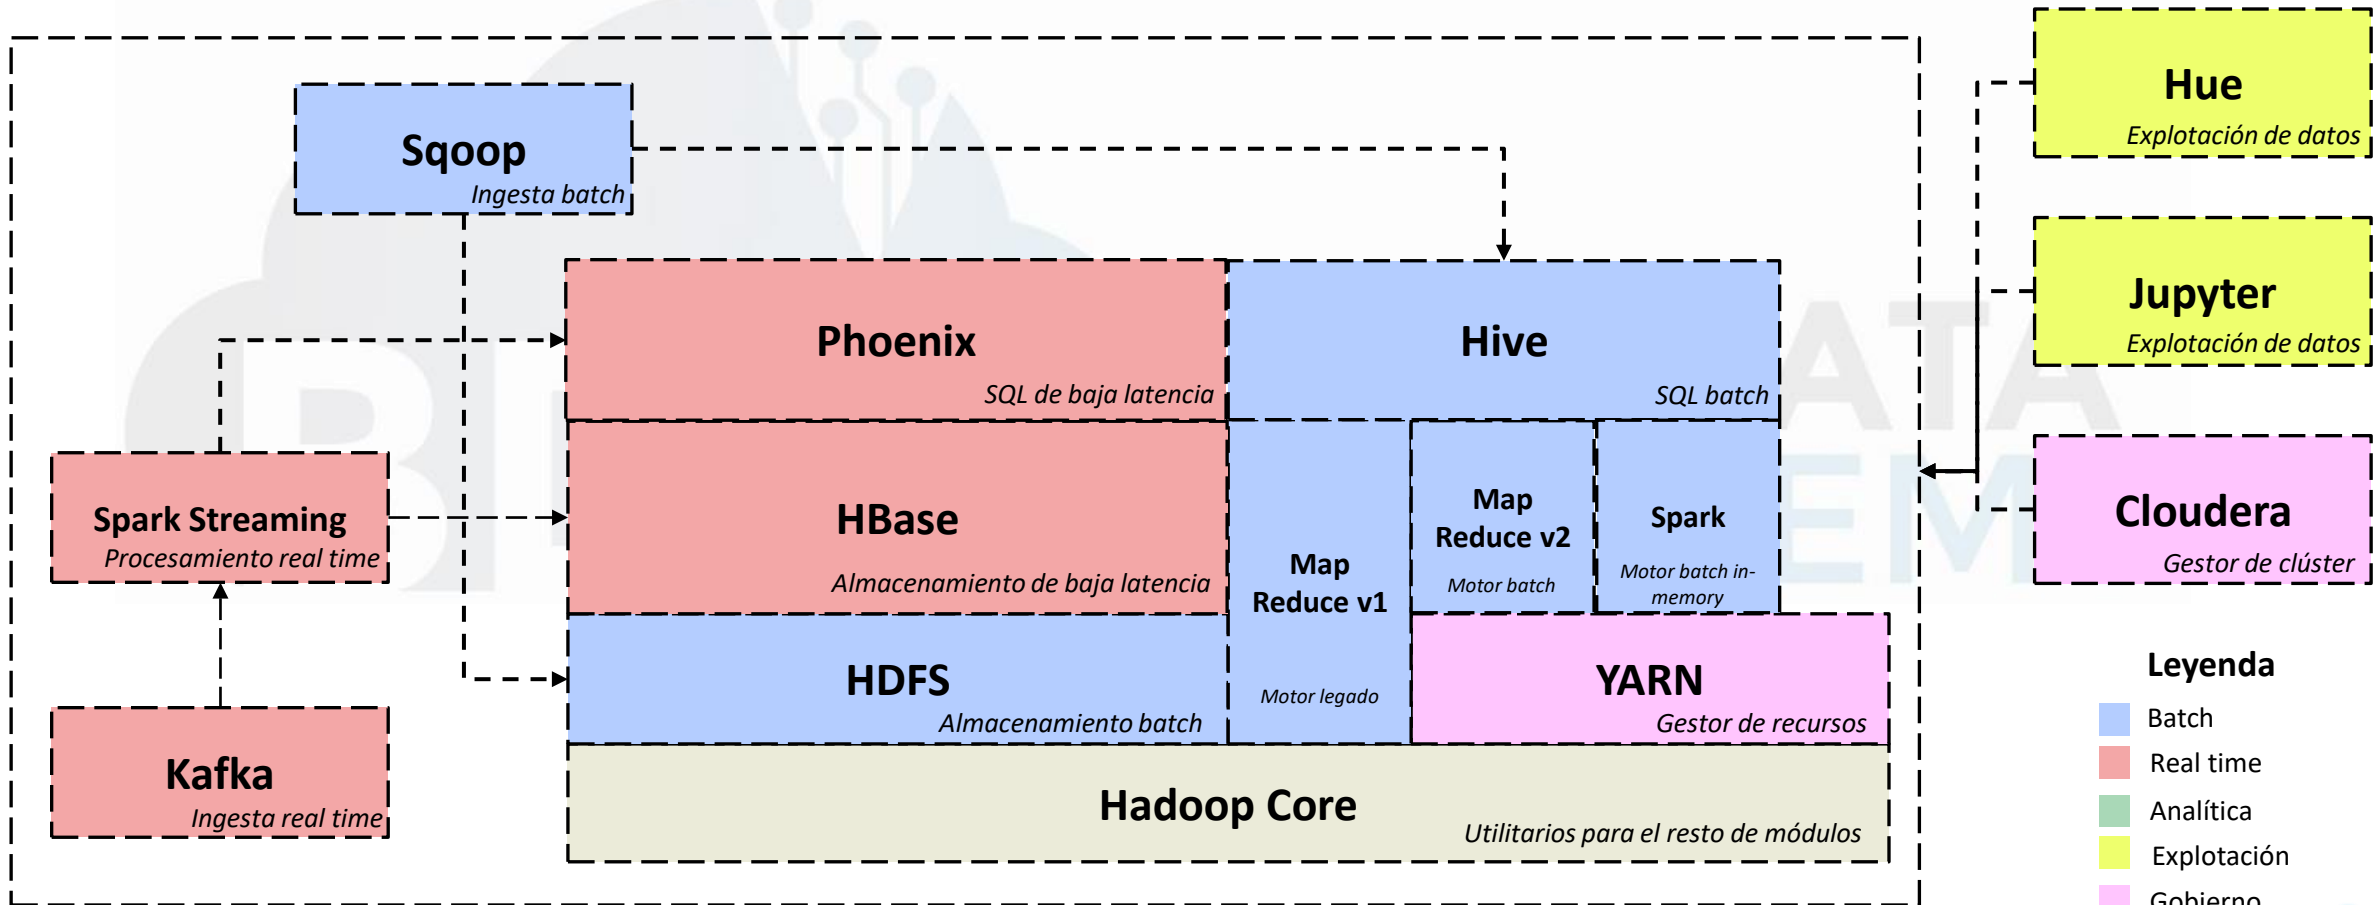 Sqoop
Ingesta batch
Phoenix
SQL de baja latencia
Hive
SQL batch
Spark Streaming
Procesamiento real time
HBase
Almacenamiento de baja latencia
Map
Reduce v1
Motor legado
Map
Reduce v2
Motor batch
Spark
Motor batch in-
memory
HDFS
Almacenamiento batch
YARN
Gestor de recursos
Kafka
Ingesta real time
Hadoop Core
Utilitarios para el resto de módulos
Hue
Explotación de datos
Jupyter
Explotación de datos
Cloudera
Gestor de clúster
Leyenda
Batch
Real time
Analítica
Explotación
Gobierno
ATA
EM